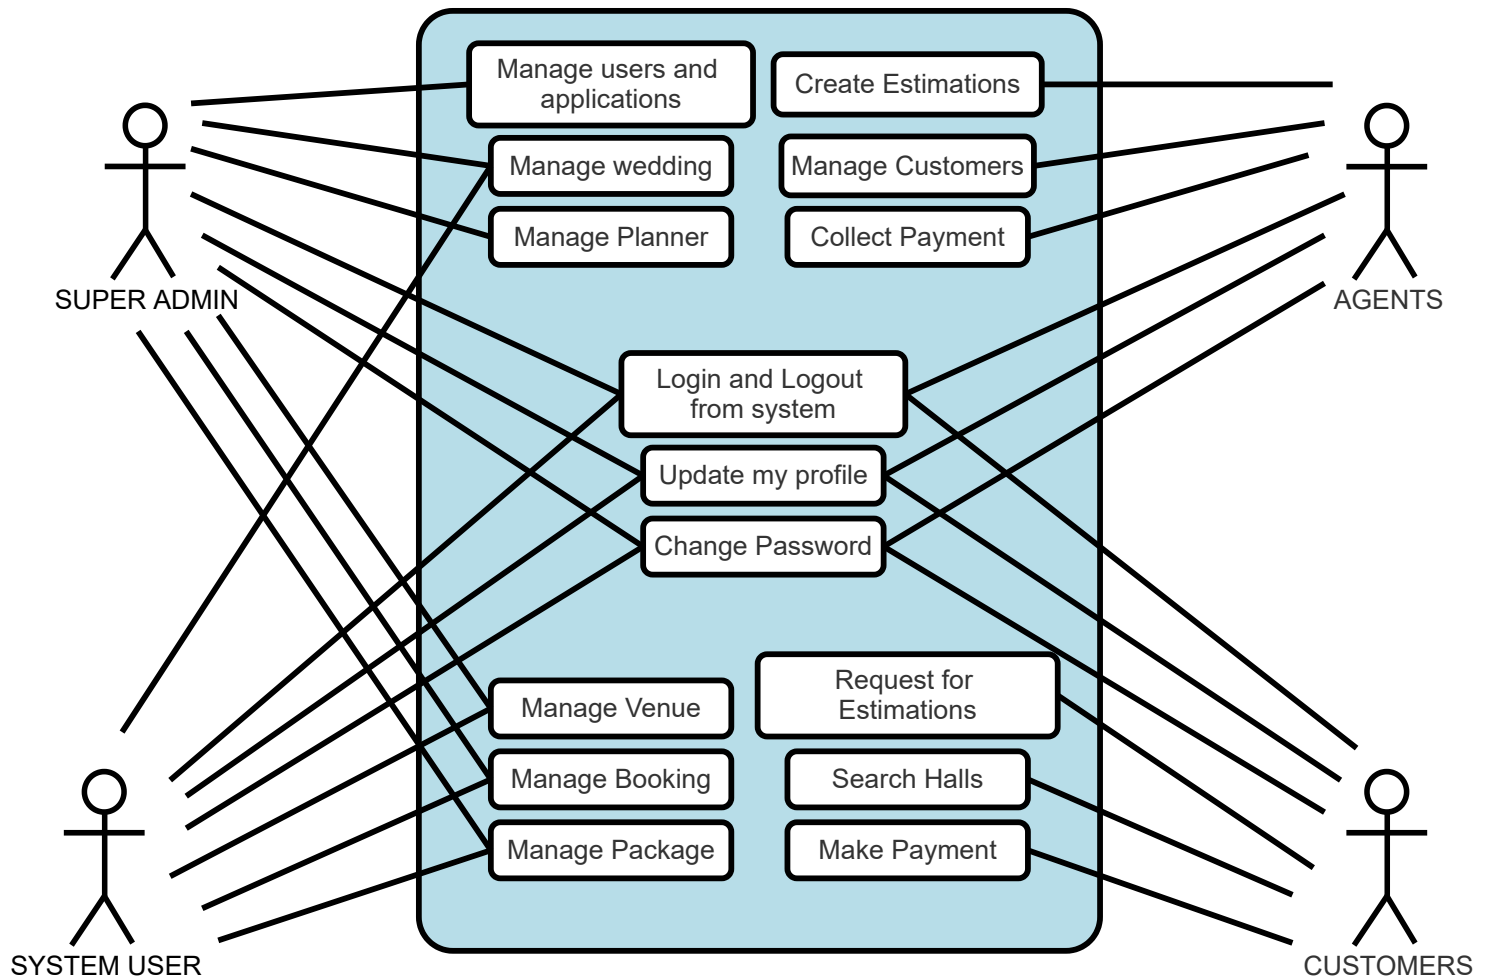 Manage users and
applications
Create Estimations
Manage wedding
Manage Customers
Manage Planner
Collect Payment
SUPER ADMIN
AGENTS
Login and Logout
from system
Update my profile
Change Password
Request for
Estimations
Manage Venue
Manage Booking
Search Halls
Manage Package
Make Payment
SYSTEM USER
CUSTOMERS